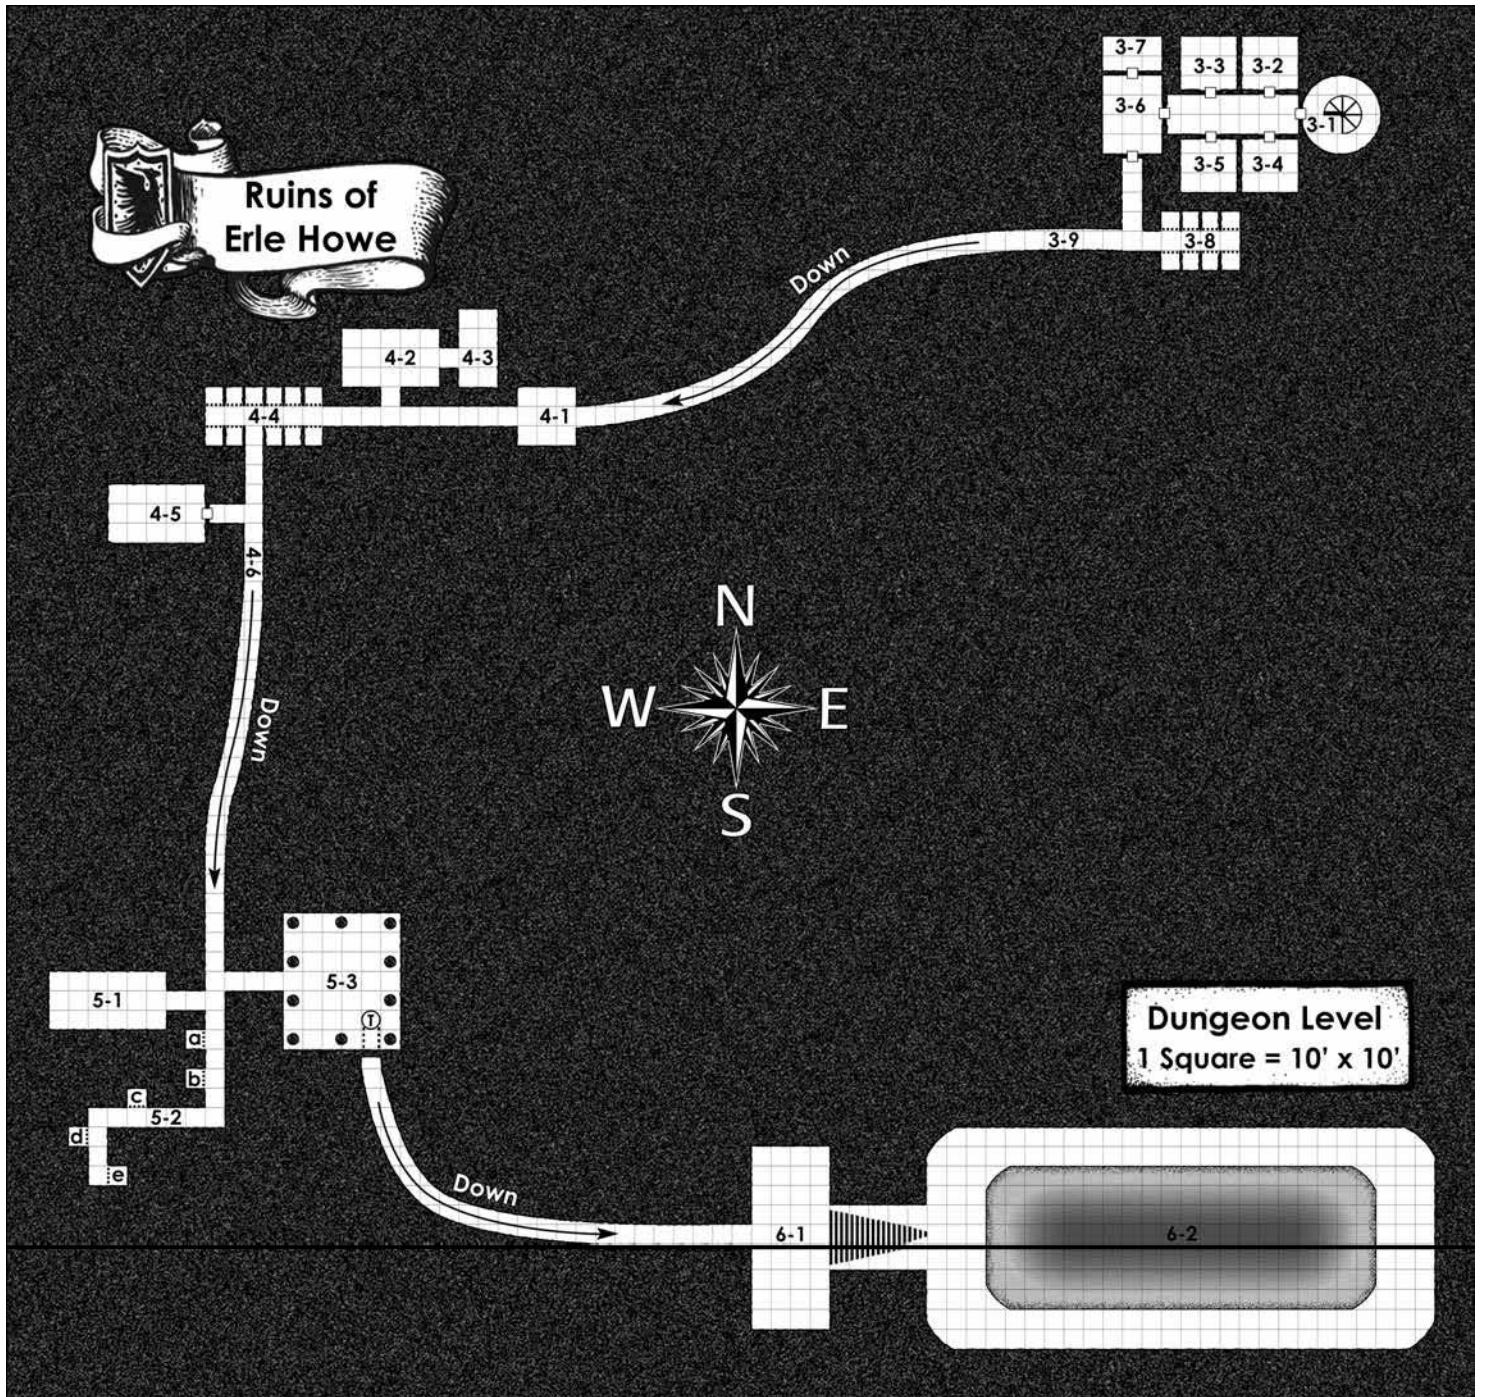 3-7
3-3
3-2
3-6
3-1
3-5
3-4
Ruins of
Erle Howe
3-9
3-8
Down
4-2
4-3
4-4
4-1
4-5
4-6
N
W
E
S
Down
5-3
5-1
T
a
b
c
5-2
d
e
Dungeon Level
1 Square = 10' x 10'
Down
6-1
6-2